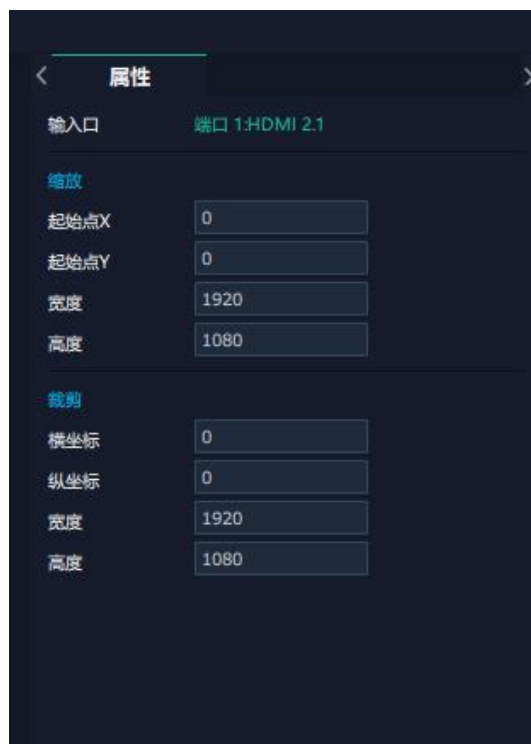 属性
输入口 端口 1:HDMI 2.1
缩放
起始点X 0
起始点Y 0
宽度 1920
高度 1080
裁剪
横坐标 0
纵坐标 0
宽度 1920
高度 1080